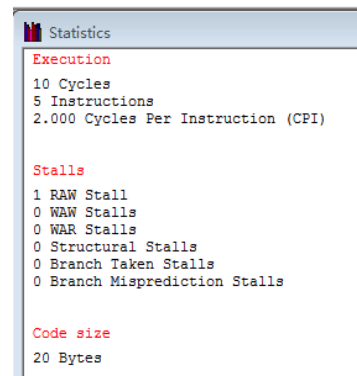 Statistics
Execution
10 Cycles
5 Instructions
2.000 Cycles Per Instruction (CPI)
Stalls
1 RAW Stall
0 WAW Stalls
0 WAR Stalls
0 Structural Stalls
0 Branch Taken Stalls
0 Branch Misprediction Stalls
Code size
20 Bytes